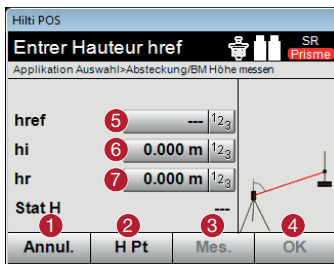 Hilti POS
Entrer Hauteur href
SR
Prisme
Applikation Auswahl>Absteckung/BM Höhe messen
href 5 --- 123
hi 6 0.000 m 123
hr 7 0.000 m 123
Stat H ---
1 2 3 4
Annul. H Pt Mes. OK